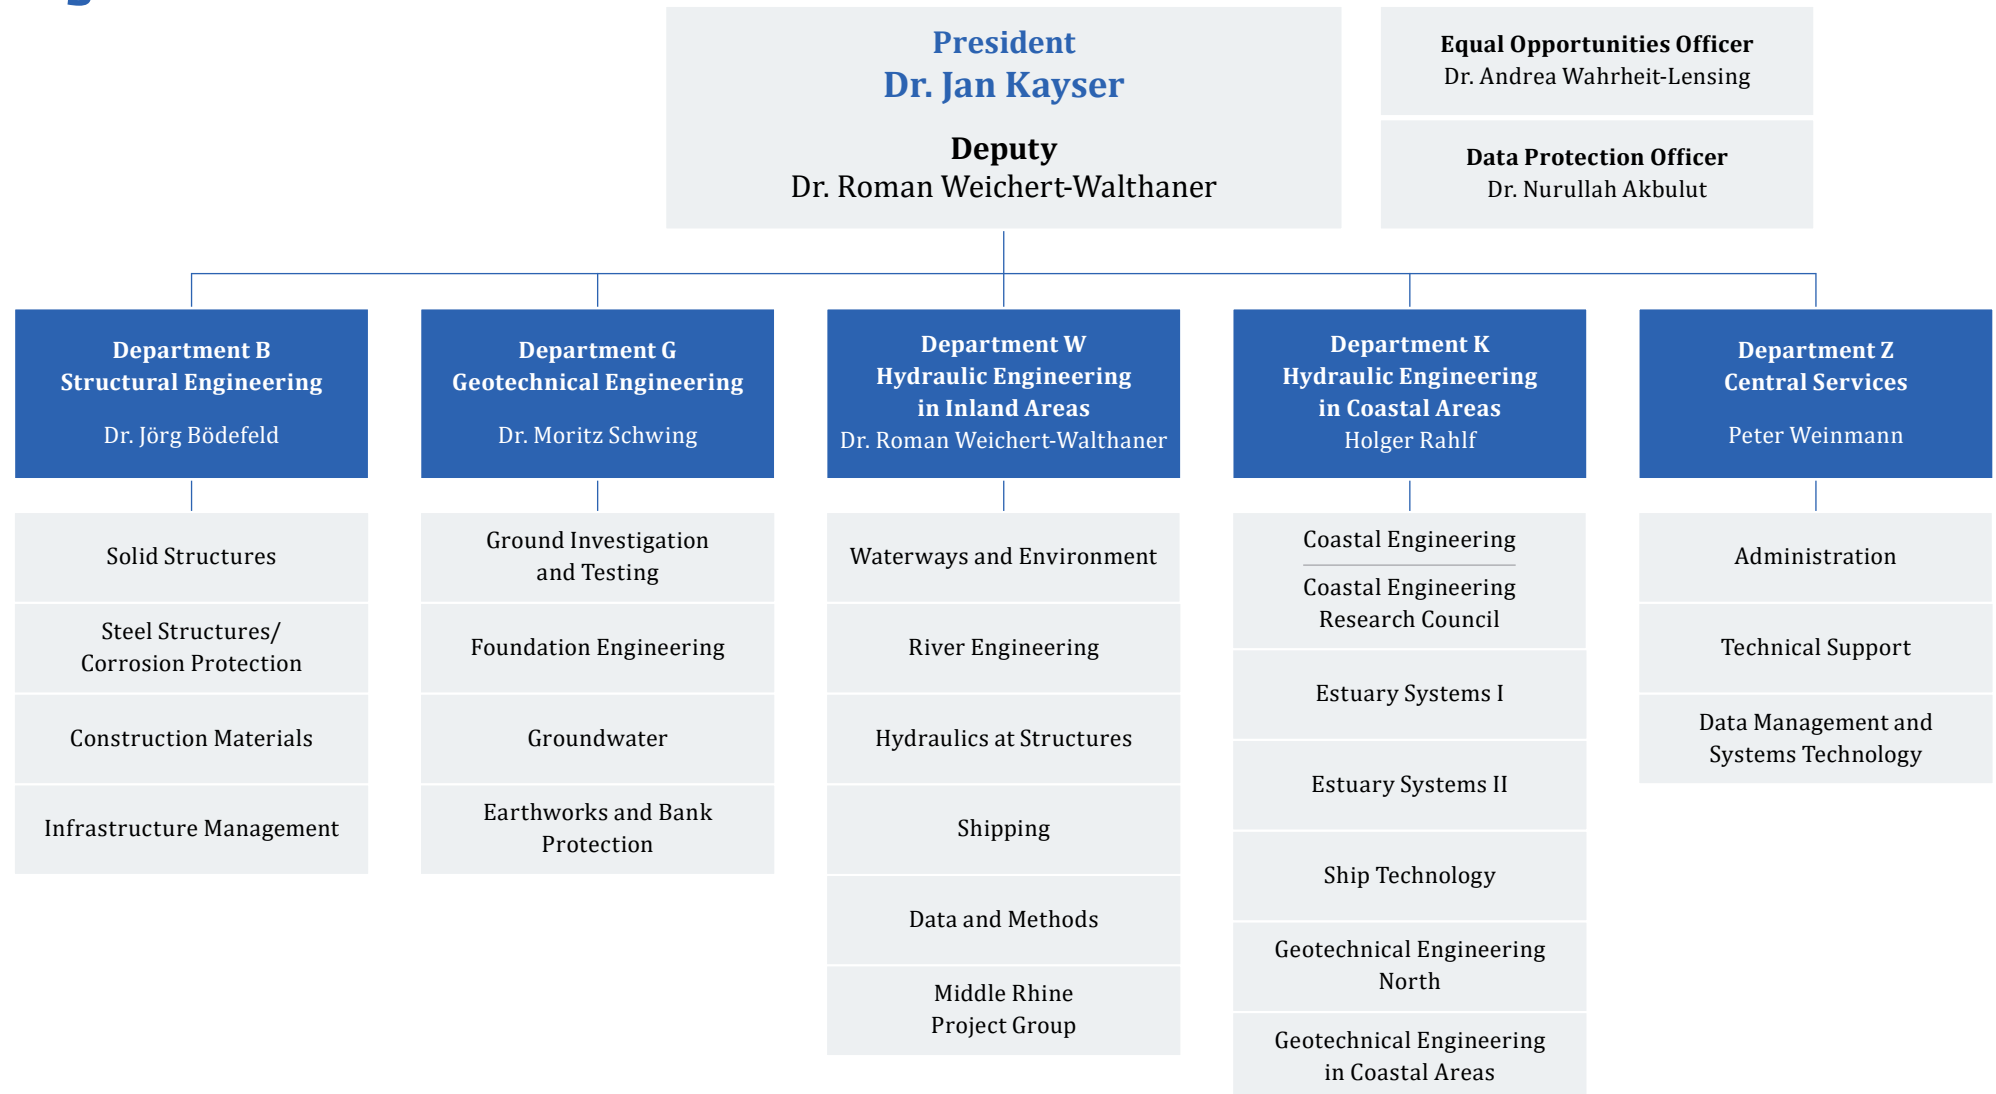 President
Dr. Jan Kayser
Deputy
Dr. Roman Weichert-Walthaner
Equal Opportunities Officer
Dr. Andrea Wahrheit-Lensing
Data Protection Officer
Dr. Nurullah Akbulut
Department B
Structural Engineering
Dr. Jörg Bödefeld
Solid Structures
Steel Structures/
Corrosion Protection
Construction Materials
Infrastructure Management
Department G
Geotechnical Engineering
Dr. Moritz Schwing
Ground Investigation
and Testing
Foundation Engineering
Groundwater
Earthworks and Bank
Protection
Department W
Hydraulic Engineering
in Inland Areas
Dr. Roman Weichert-Walthaner
Waterways and Environment
River Engineering
Hydraulics at Structures
Shipping
Data and Methods
Middle Rhine
Project Group
Department K
Hydraulic Engineering
in Coastal Areas
Holger Rahlf
Coastal Engineering
Coastal Engineering
Research Council
Estuary Systems I
Estuary Systems II
Ship Technology
Geotechnical Engineering
North
Geotechnical Engineering
in Coastal Areas
Department Z
Central Services
Peter Weinmann
Administration
Technical Support
Data Management and
Systems Technology